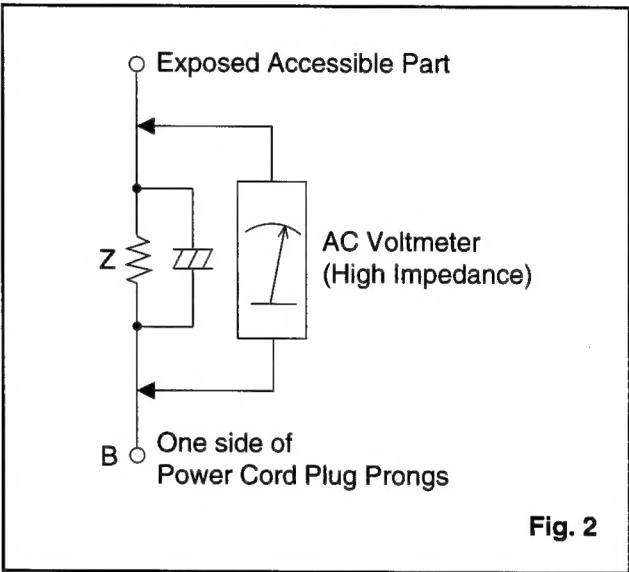 Exposed Accessible Part
Z
AC Voltmeter
(High Impedance)
B
One side of
Power Cord Plug Prongs
Fig. 2